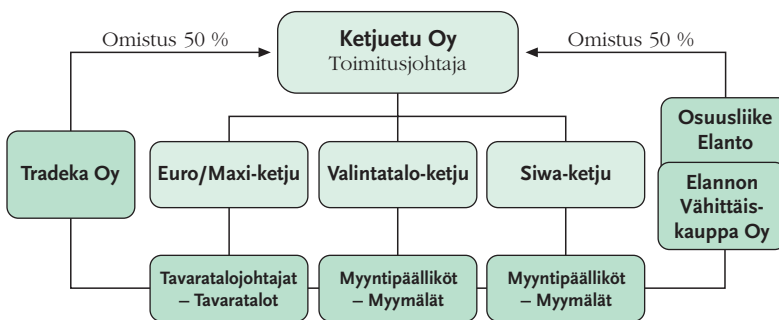 Omistus 50 %
Ketjuetu Oy
Toimitusjohtaja
Omistus 50 %
Tradeka Oy
Euro/Maxi-ketju
Valintatalo-ketju
Siwa-ketju
Osuusliike
Elanto
Elannon
Vähittäis-
kauppa Oy
Tavaratalojohtajat
– Tavaratalot
Myyntipäälliköt
– Myymälät
Myyntipäälliköt
– Myymälät